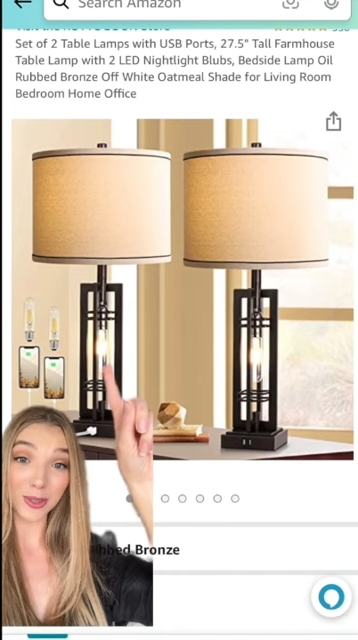 Search Amazon
Set of 2 Table Lamps with USB Ports, 27.5" Tall Farmhouse
Table Lamp with 2 LED Nightlight Blubs, Bedside Lamp Oil
Rubbed Bronze Off White Oatmeal Shade for Living Room
Bedroom Home Office
bbed Bronze